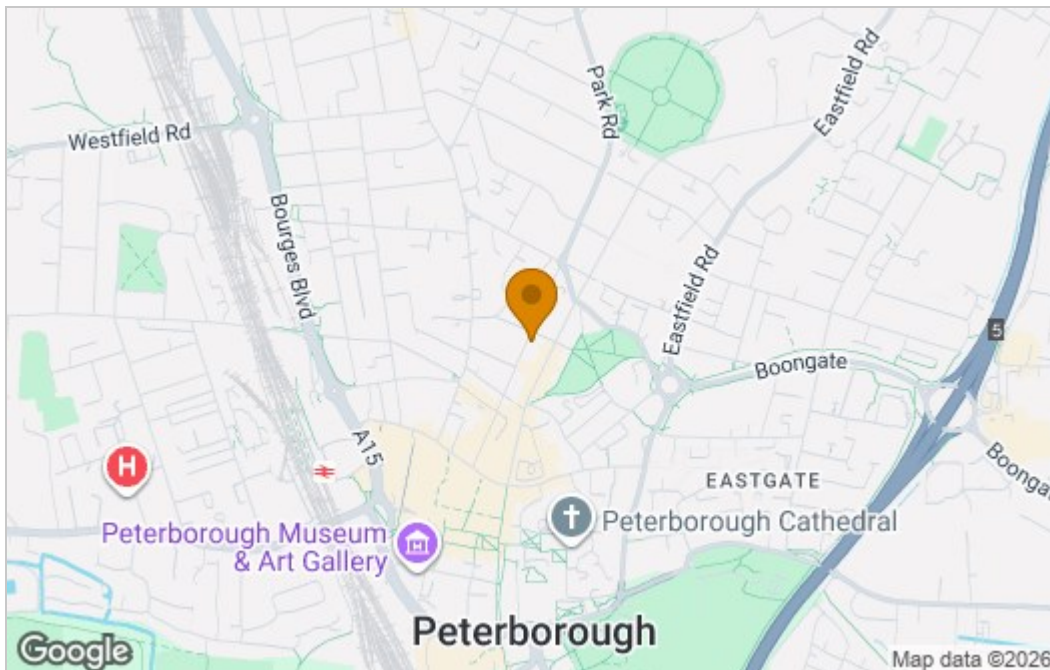 Park Rd
Eastfield Rd
Westfield Rd
Bourges Blvd
Eastfield Rd
5
Boongate
A15
H
EASTGATE
Boongat
Peterborough Museum
& Art Gallery
Peterborough Cathedral
Peterborough
Google
Map data ©2026